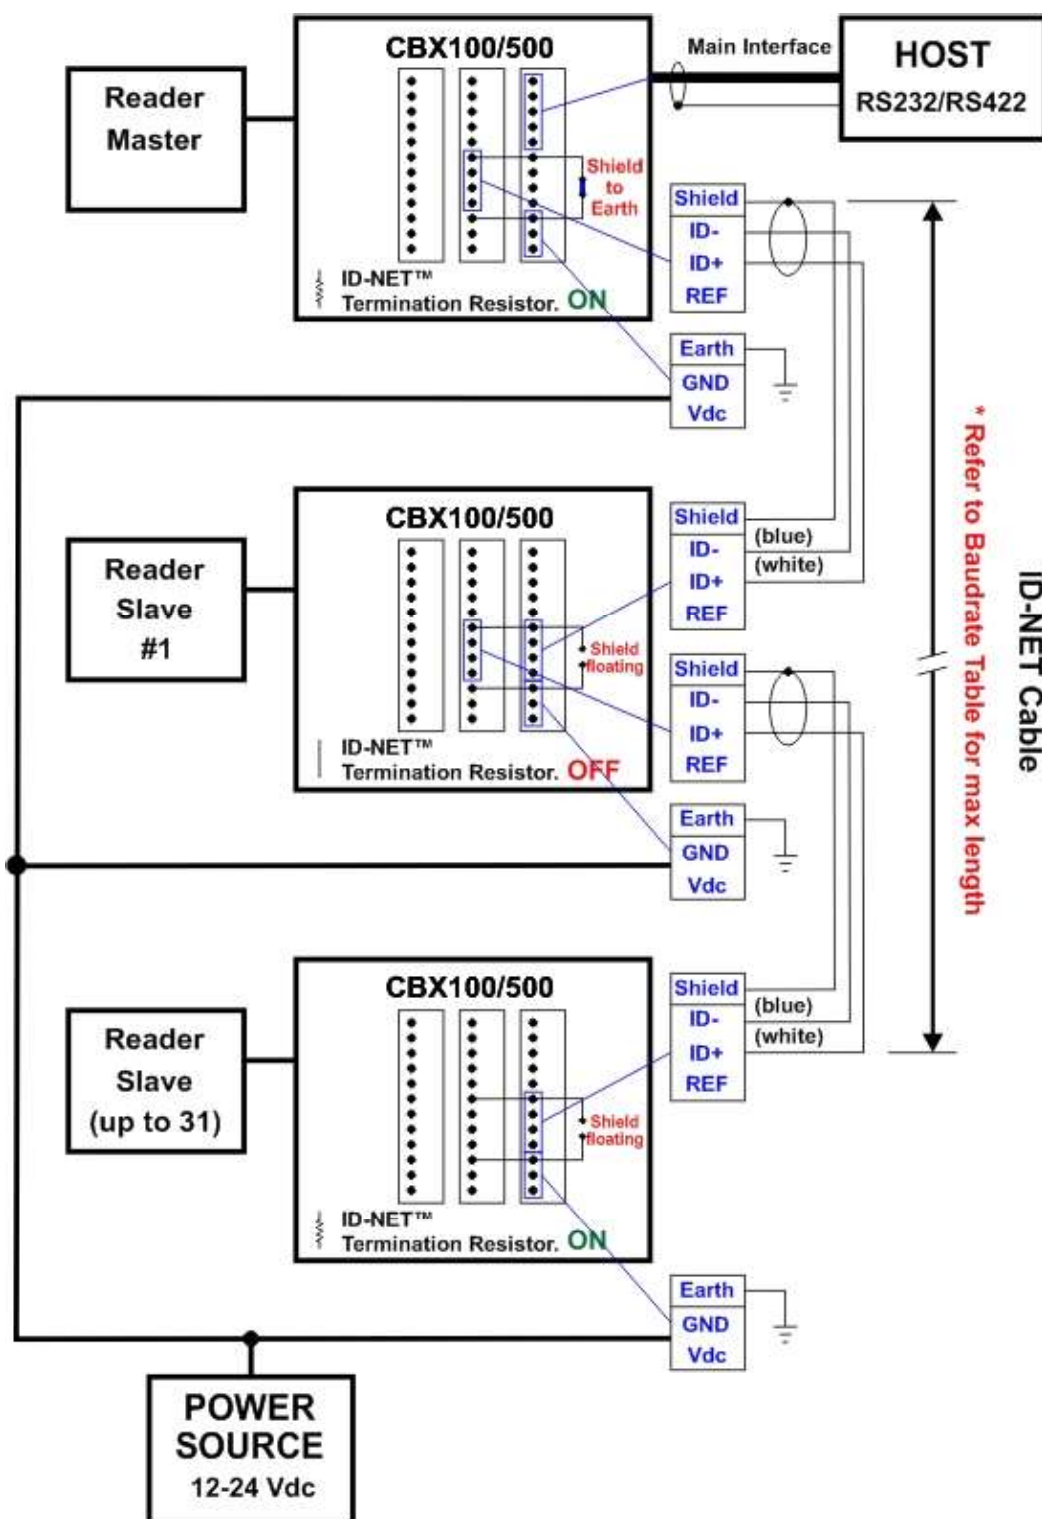 CBX100/500
Reader
Master
Main Interface
HOST
RS232/RS422
Shield
to
Earth
ID-NET™
Termination Resistor. ON
Shield
ID-
ID+
REF
Earth
GND
Vdc
CBX100/500
Reader
Slave
#1
Shield
floating
ID-NET™
Termination Resistor. OFF
Shield
ID-
ID+
REF
(blue)
(white)
Shield
ID-
ID+
REF
Earth
GND
Vdc
* Refer to Baudrate Table for max length
ID-NET Cable
CBX100/500
Reader
Slave
(up to 31)
Shield
floating
ID-NET™
Termination Resistor. ON
Shield
ID-
ID+
REF
(blue)
(white)
Earth
GND
Vdc
POWER
SOURCE
12-24 Vdc